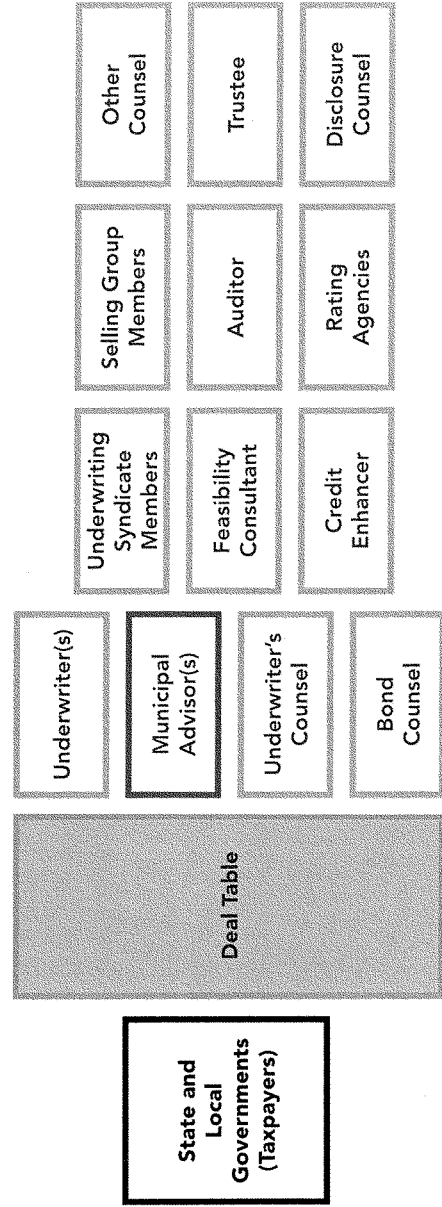 State and
Local
Governments
(Taxpayers)
Deal Table
Bond
Counsel
Underwriter's
Counsel
Municipal
Advisor(s)
Underwriter(s)
Credit
Enhancer
Feasibility
Consultant
Underwriting
Syndicate
Members
Rating
Agencies
Auditor
Selling Group
Members
Disclosure
Counsel
Trustee
Other
Counsel